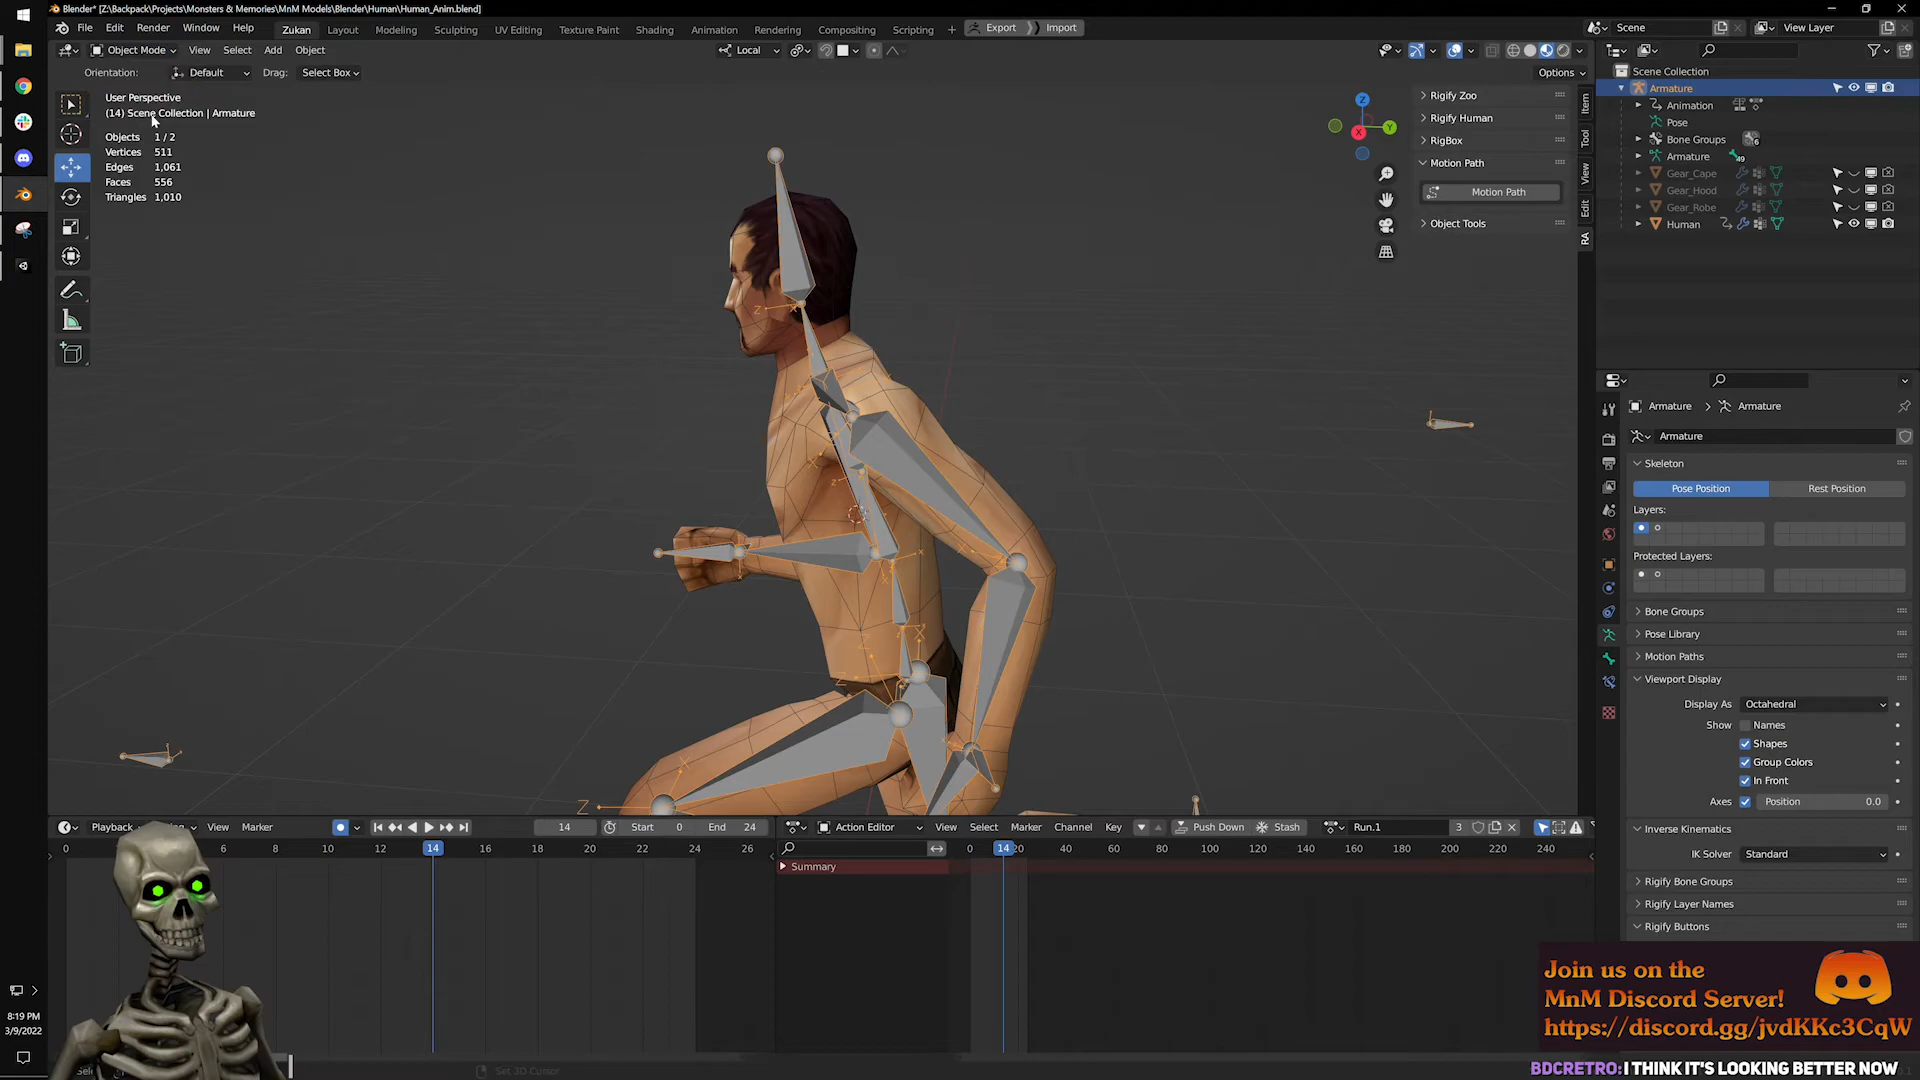 Blender* [Z:\Backpack\Projects\Monsters & Memories\MnM Models\Blender\Human\Human_Anim.blend]
File Edit Render Window Help Zukan Layout Modeling Sculpting UV Editing Texture Paint Shading Animation Rendering Compositing Scripting + Export Import Scene View Layer
Object Mode View Select Add Object Local
Orientation: Default Drag: Select Box Options
User Perspective
(14) Scene Collection | Armature
Objects 1 / 2
Vertices 511
Edges 1,061
Faces 556
Triangles 1,010
Z
Y
X
Rigify Zoo
Rigify Human
RigBox
Motion Path
Motion Path
Object Tools
Item
Tool
View
Edit
RA
Scene Collection
Armature
Animation
Pose
Bone Groups 6
Armature 49
Gear_Cape
Gear_Hood
Gear_Robe
Human
Armature > Armature
Armature
Skeleton
Pose Position Rest Position
Layers:
Protected Layers:
Bone Groups
Pose Library
Motion Paths
Viewport Display
Display As Octahedral
Show Names
Shapes
Group Colors
In Front
Axes Position 0.0
Inverse Kinematics
IK Solver Standard
Rigify Bone Groups
Rigify Layer Names
Rigify Buttons
Playback View Marker 14 Start 0 End 24
0 6 8 10 12 14 16 18 20 22 24 26
Action Editor View Select Marker Channel Key Push Down Stash Run.1 3
0 14 20 40 60 80 100 120 140 160 180 200 220 240
Summary
8:19 PM
3/9/2022
Set 3D Cursor
Join us on the
MnM Discord Server!
https://discord.gg/jvdKKc3CqW
BDCRETRO: I THINK IT'S LOOKING BETTER NOW